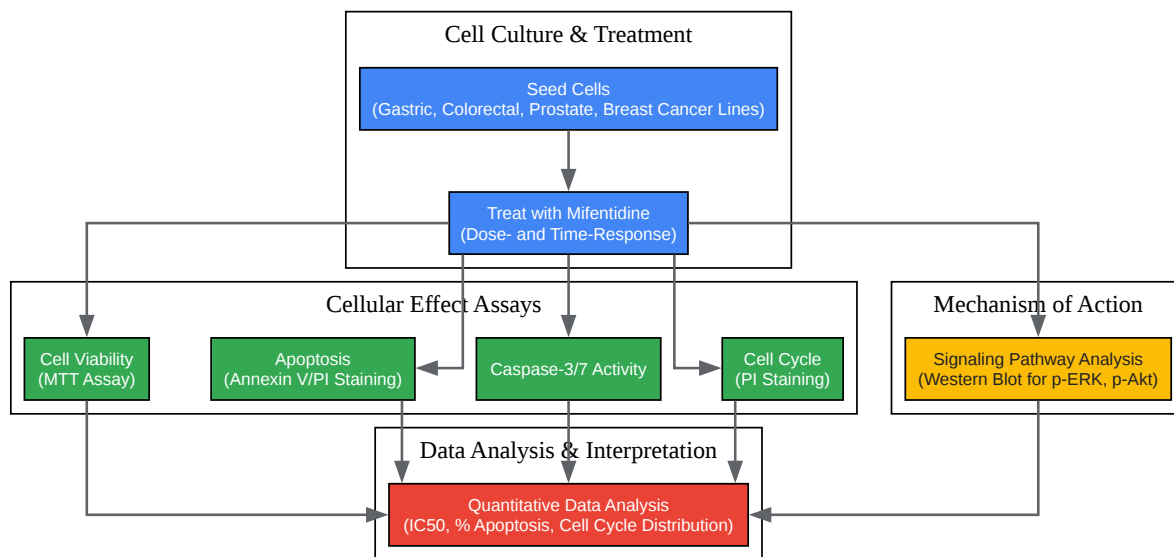 Cell Culture & Treatment
Seed Cells
(Gastric, Colorectal, Prostate, Breast Cancer Lines)
Treat with Mifentidine
(Dose- and Time-Response)
Cellular Effect Assays
Mechanism of Action
Cell Viability
(MTT Assay)
Apoptosis
(Annexin V/PI Staining)
Caspase-3/7 Activity
Cell Cycle
(PI Staining)
Signaling Pathway Analysis
(Western Blot for p-ERK, p-Akt)
Data Analysis & Interpretation
Quantitative Data Analysis
(IC50, % Apoptosis, Cell Cycle Distribution)